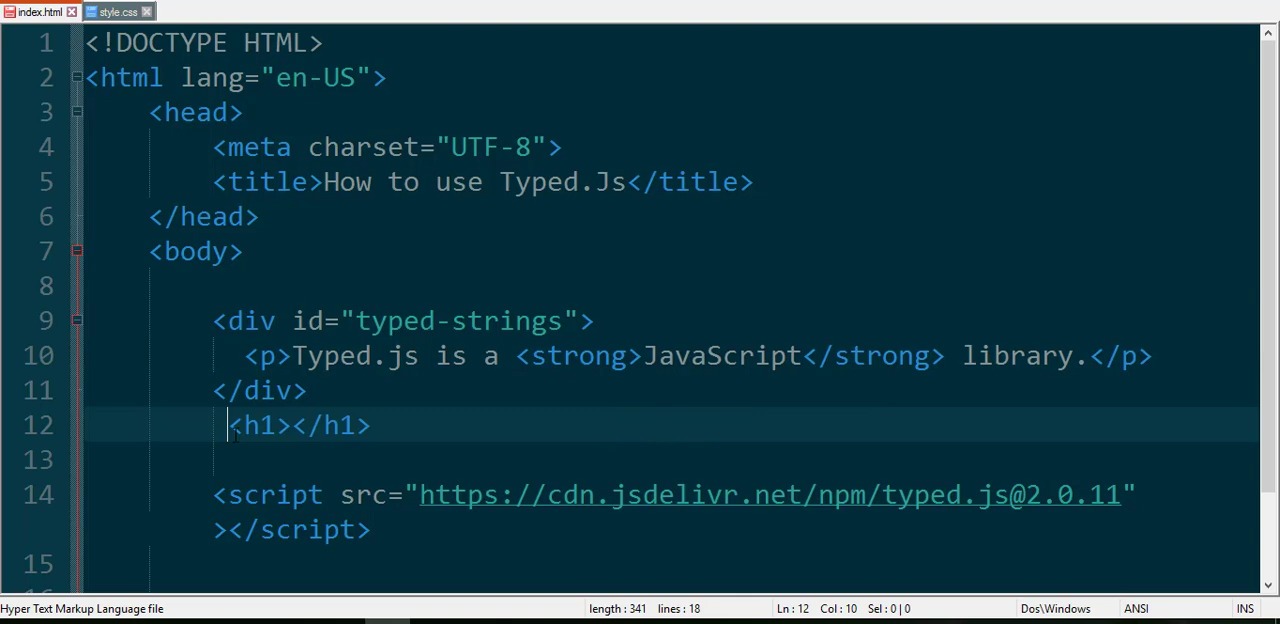 index.html style.css
1 <!DOCTYPE HTML>
2 <html lang="en-US">
3 <head>
4 <meta charset="UTF-8">
5 <title>How to use Typed.Js</title>
6 </head>
7 <body>
8
9 <div id="typed-strings">
10 <p>Typed.js is a <strong>JavaScript</strong> library.</p>
11 </div>
12 <h1></h1>
13
14 <script src="https://cdn.jsdelivr.net/npm/typed.js@2.0.11"
></script>
15
Hyper Text Markup Language file length : 341 lines : 18 Ln : 12 Col : 10 Sel : 0 | 0 Dos\Windows ANSI INS